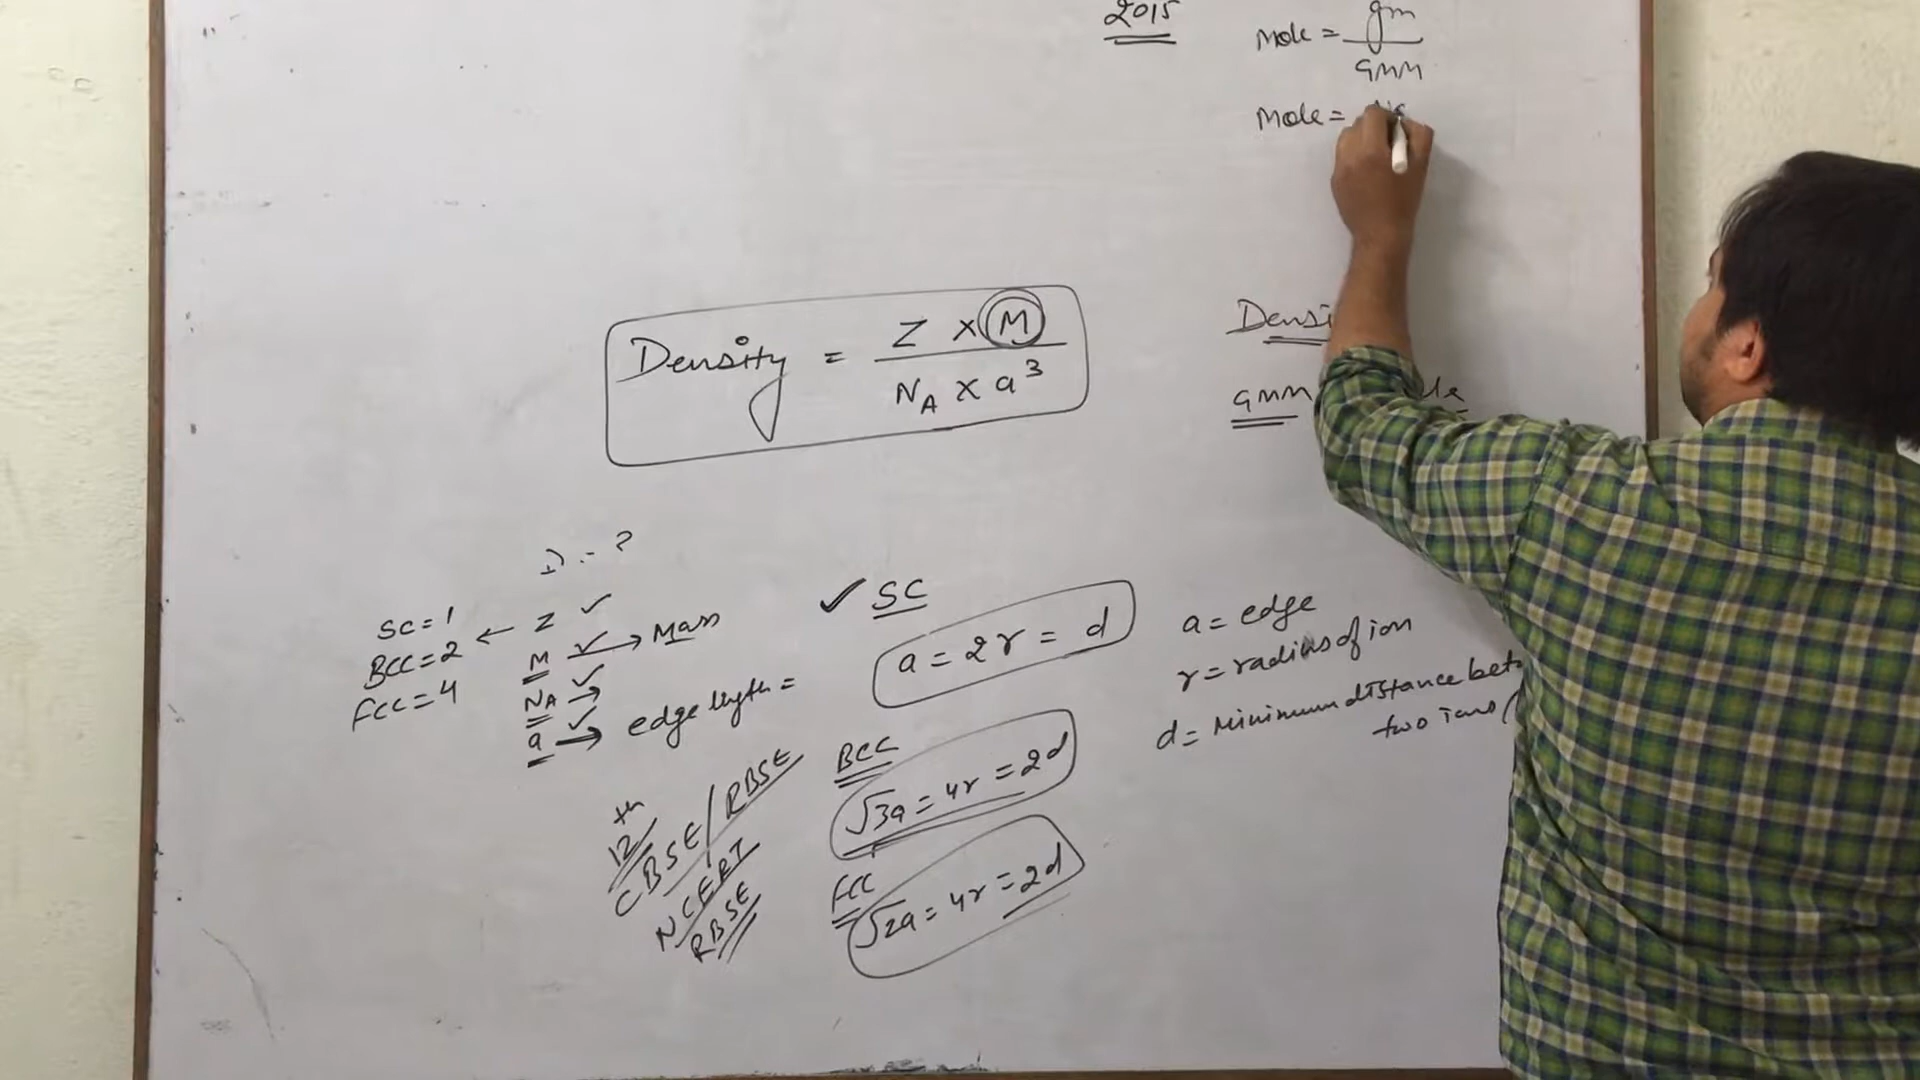 2015
Mole = gm / GMM
Mole =
Density = Z × M / N_A × a³
Densi
GMM
D = ?
SC = 1
BCC = 2 ← Z ✓
FCC = 4
M ✓ → Mass
NA ✓ →
a ✓ → edge length =
✓ SC
a = 2r = d
BCC
√3a = 4r = 2d
FCC
√2a = 4r = 2d
a = edge
r = radius of ion
d = minimum distance bet
two ions (
12th
CBSE/RBSE
NCERT
RBSE